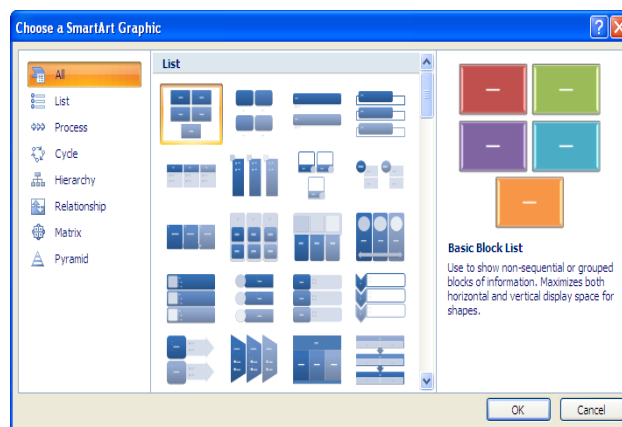 Choose a SmartArt Graphic
All
List
Process
Cycle
Hierarchy
Relationship
Matrix
Pyramid
List
Basic Block List
Use to show non-sequential or grouped
blocks of information. Maximizes both
horizontal and vertical display space for
shapes.
OK
Cancel